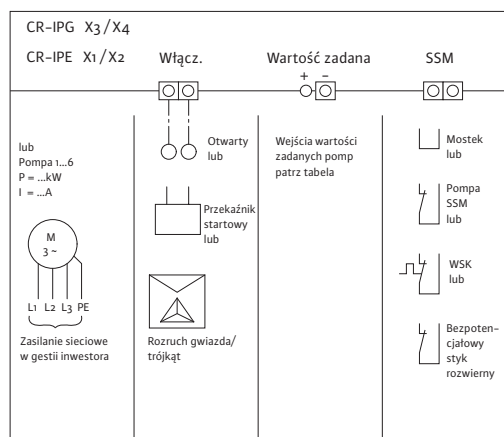 CR-IPG X3/X4
CR-IPE X1/X2
Włącz.
Wartość zadana
SSM
+ –
lub
Pompa 1...6
P = ...kW
I = ...A
M
3 ~
L1 L2 L3 PE
Zasilanie sieciowe
w gestii inwestora
Otwarty
lub
Przekaźnik
startowy
lub
Rozruch gwiazda/
trójkąt
Wejścia wartości
zadanych pomp
patrz tabela
Mostek
lub
Pompa
SSM
lub
WSK
lub
Bezpoten-
cjałowy
styk
rozwierny